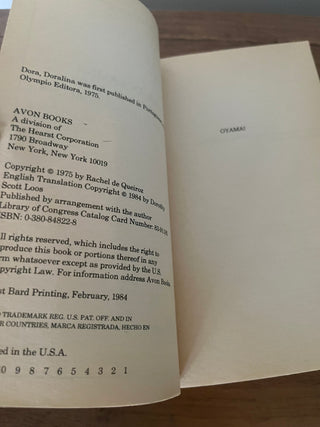 Dora, Doralina was first published in
Olympio Editora, 1975.
AVON BOOKS
A division of
The Hearst Corporation
1790 Broadway
New York, New York 10019
Copyright © 1975 by Rachel de Queiroz
English Translation Copyright © 1984 by
Scott Loos
Published by arrangement with the author
Library of Congress Catalog Card Number:
ISBN: 0-380-84822-8
All rights reserved, which includes the right to
produce this book or portions thereof in any
rm whatsoever except as provided by the U.S.
opyright Law. For information address Avon Books
st Bard Printing, February, 1984
TRADEMARK REG. U.S. PAT. OFF. AND IN
R COUNTRIES, MARCA REGISTRADA, HECHO EN
ed in the U.S.A.
0 9 8 7 6 5 4 3 2 1
OYAMA!